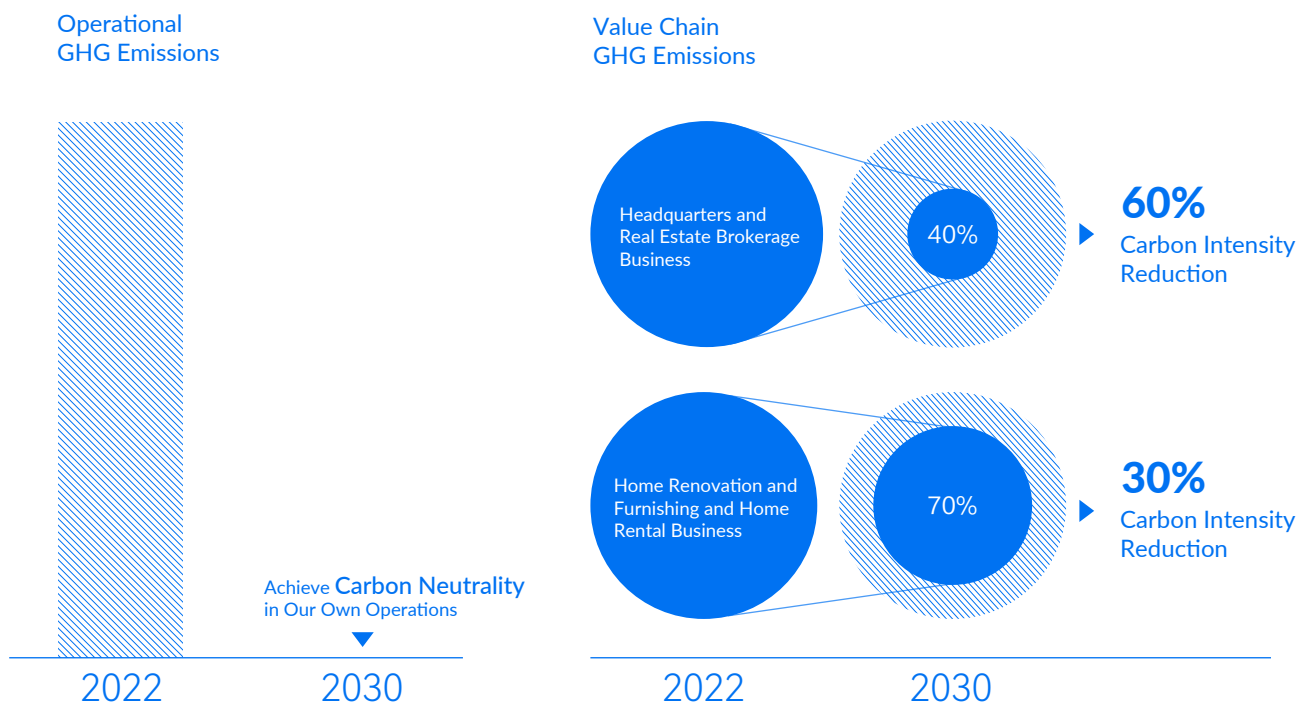 Operational
GHG Emissions
Achieve Carbon Neutrality
in Our Own Operations
2022
2030
Value Chain
GHG Emissions
Headquarters and
Real Estate Brokerage
Business
40%
60%
Carbon Intensity
Reduction
Home Renovation and
Furnishing and Home
Rental Business
70%
30%
Carbon Intensity
Reduction
2022
2030